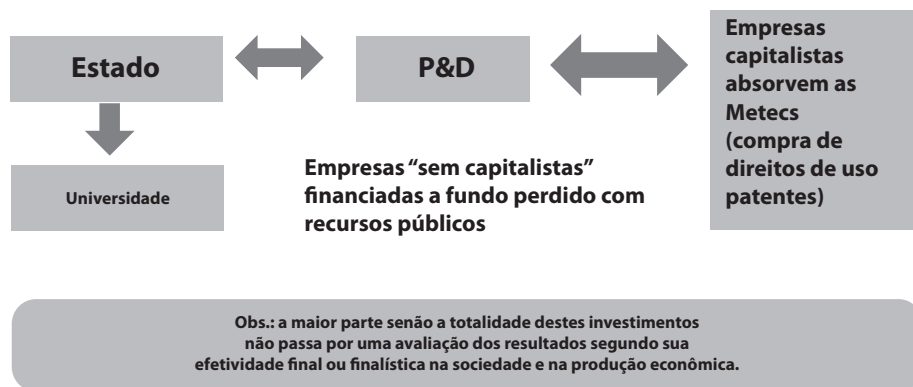 Estado
P&D
Empresas
capitalistas
absorvem as
Metecs
(compra de
direitos de uso
patentes)
Universidade
Empresas “sem capitalistas”
financiadas a fundo perdido com
recursos públicos
Obs.: a maior parte senão a totalidade destes investimentos
não passa por uma avaliação dos resultados segundo sua
efetividade final ou finalística na sociedade e na produção econômica.